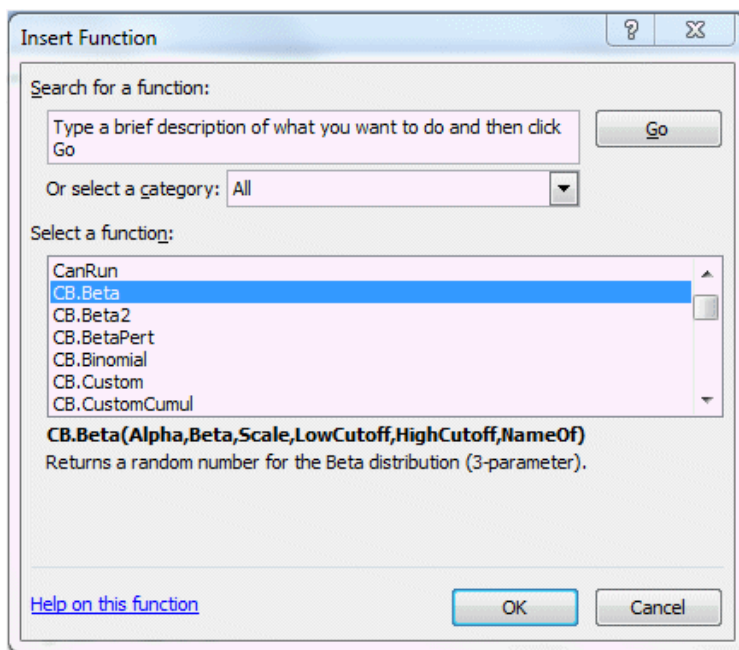 Insert Function
Search for a function:
Type a brief description of what you want to do and then click
Go
Go
Or select a category: All
Select a function:
CanRun
CB.Beta
CB.Beta2
CB.BetaPert
CB.Binomial
CB.Custom
CB.CustomCumul
CB.Beta(Alpha,Beta,Scale,LowCutoff,HighCutoff,NameOf)
Returns a random number for the Beta distribution (3-parameter).
Help on this function
OK
Cancel